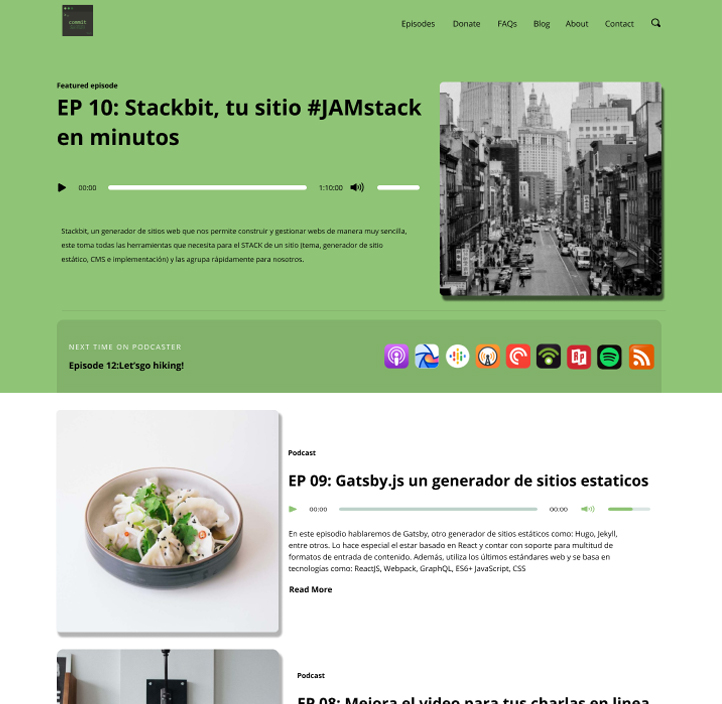 commit
Episodes Donate FAQs Blog About Contact
Featured episode
EP 10: Stackbit, tu sitio #JAMstack
en minutos
00:00 1:10:00
Stackbit, un generador de sitios web que nos permite construir y gestionar webs de manera muy sencilla,
este toma todas las herramientas que necesita para el STACK de un sitio (tema, generador de sitio
estático, CMS e implementación) y las agrupa rápidamente para nosotros.
NEXT TIME ON PODCASTER
Episode 12:Let'sgo hiking!
Podcast
EP 09: Gatsby.js un generador de sitios estaticos
00:00 00:00
En este episodio hablaremos de Gatsby, otro generador de sitios estáticos como: Hugo, Jekyll,
entre otros. Lo hace especial el estar basado en React y contar con soporte para multitud de
formatos de entrada de contenido. Además, utiliza los últimos estándares web y se basa en
tecnologías como: ReactJS, Webpack, GraphQL, ES6+ JavaScript, CSS
Read More
Podcast
EP 08: Mejora el video para tus charlas en linea